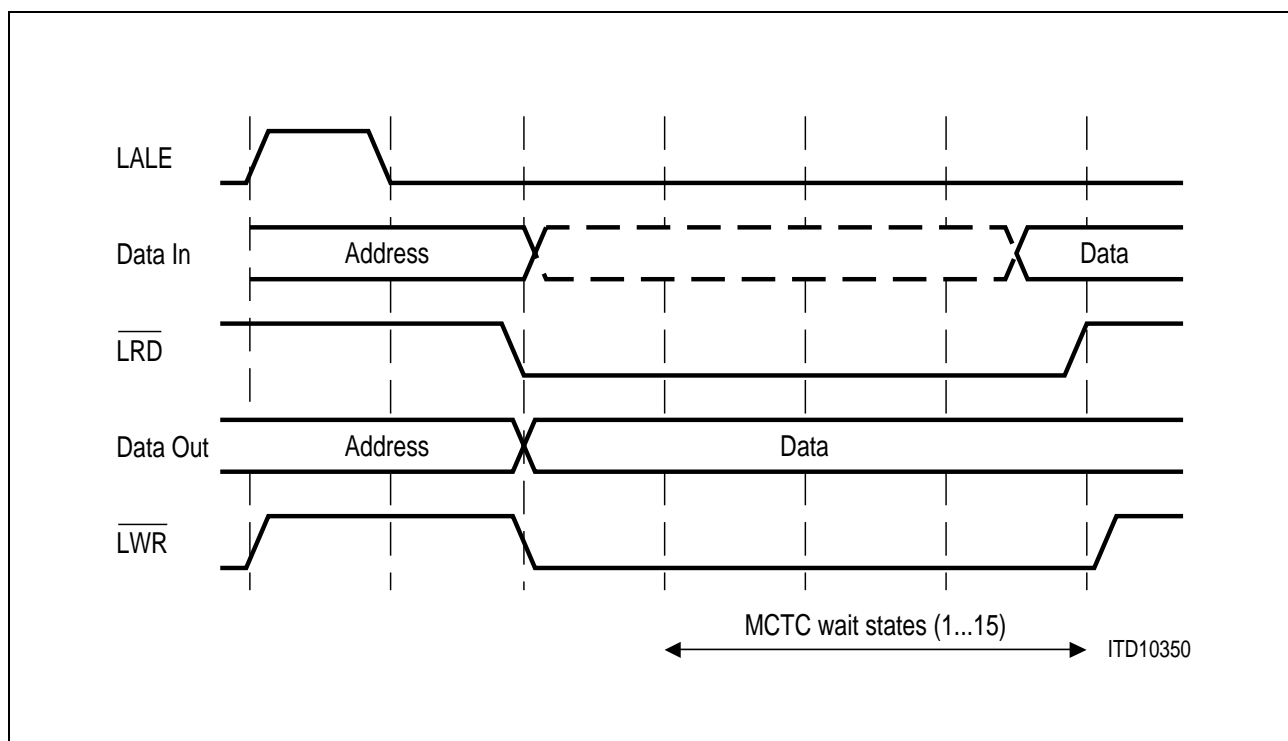 LALE
Data In
Address
Data
LRD
Data Out
Address
Data
LWR
MCTC wait states (1...15)
ITD10350